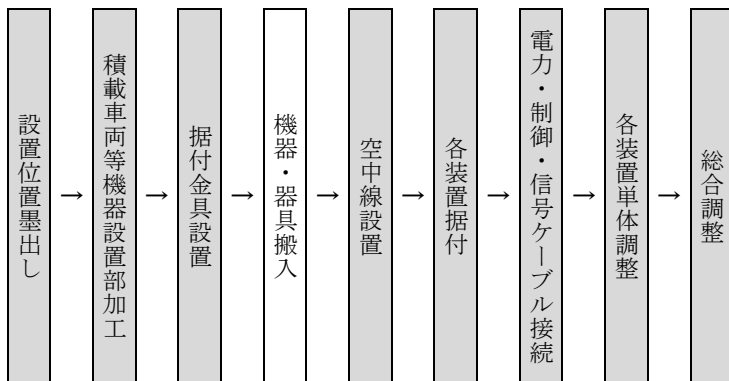 設置位置墨出し
→
積載車両等機器設置部加工
→
据付金具設置
→
機器・器具搬入
→
空中線設置
→
各装置据付
→
電力・制御・信号ケーブル接続
→
各装置単体調整
→
総合調整